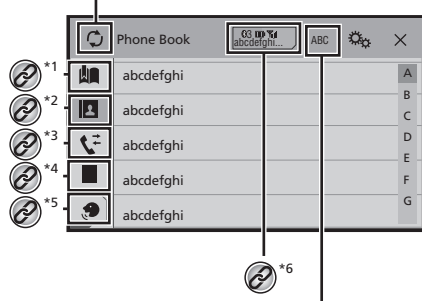 Phone Book 03 abcdefghi... ABC
*1 abcdefghi A
B
*2 abcdefghi C
*3 abcdefghi D
E
*4 abcdefghi F
*5 abcdefghi G
*6